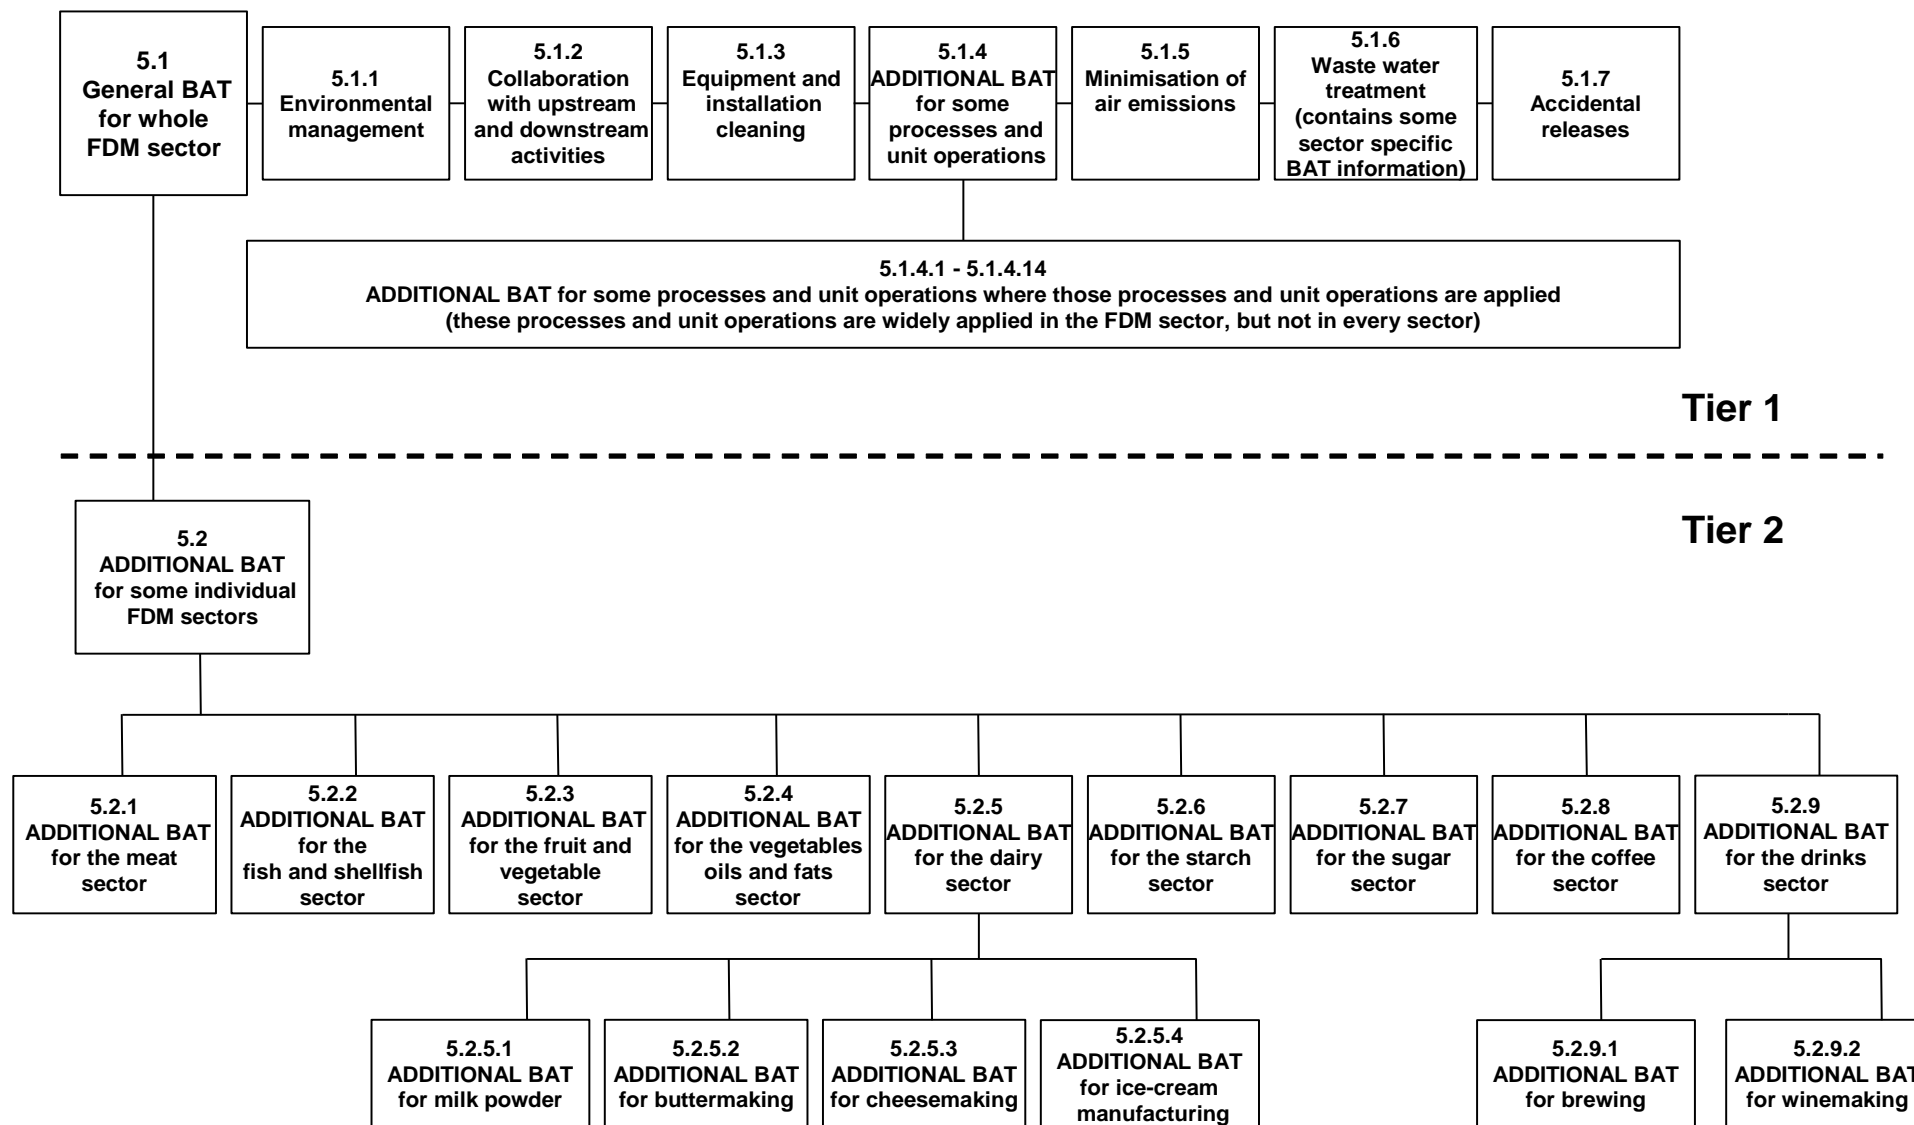 5.1
General BAT
for whole
FDM sector
5.1.1
Environmental
management
5.1.2
Collaboration
with upstream
and downstream
activities
5.1.3
Equipment and
installation
cleaning
5.1.4
ADDITIONAL BAT
for some
processes and
unit operations
5.1.5
Minimisation of
air emissions
5.1.6
Waste water
treatment
(contains some
sector specific
BAT information)
5.1.7
Accidental
releases
5.1.4.1 - 5.1.4.14
ADDITIONAL BAT for some processes and unit operations where those processes and unit operations are applied
(these processes and unit operations are widely applied in the FDM sector, but not in every sector)
Tier 1
Tier 2
5.2
ADDITIONAL BAT
for some individual
FDM sectors
5.2.1
ADDITIONAL BAT
for the meat
sector
5.2.2
ADDITIONAL BAT
for the
fish and shellfish
sector
5.2.3
ADDITIONAL BAT
for the fruit and
vegetable
sector
5.2.4
ADDITIONAL BAT
for the vegetables
oils and fats
sector
5.2.5
ADDITIONAL BAT
for the dairy
sector
5.2.6
ADDITIONAL BAT
for the starch
sector
5.2.7
ADDITIONAL BAT
for the sugar
sector
5.2.8
ADDITIONAL BAT
for the coffee
sector
5.2.9
ADDITIONAL BAT
for the drinks
sector
5.2.5.1
ADDITIONAL BAT
for milk powder
5.2.5.2
ADDITIONAL BAT
for buttermaking
5.2.5.3
ADDITIONAL BAT
for cheesemaking
5.2.5.4
ADDITIONAL BAT
for ice-cream
manufacturing
5.2.9.1
ADDITIONAL BAT
for brewing
5.2.9.2
ADDITIONAL BAT
for winemaking